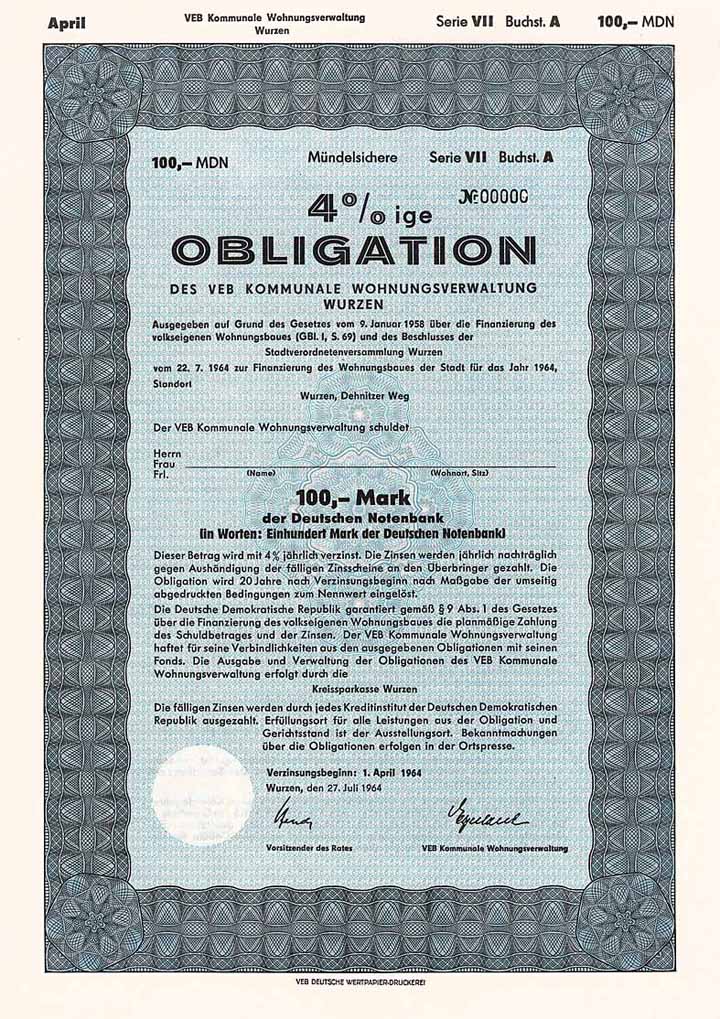 April
VEB Kommunale Wohnungsverwaltung
Wurzen
Serie VII Buchst. A 100,– MDN
100,– MDN Mündelsichere Serie VII Buchst. A
4%ige
№ 00000
OBLIGATION
DES VEB KOMMUNALE WOHNUNGSVERWALTUNG
WURZEN
Ausgegeben auf Grund des Gesetzes vom 9. Januar 1958 über die Finanzierung des
volkseigenen Wohnungsbaues (GBl. I, S. 69) und des Beschlusses der
Stadtverordnetenversammlung Wurzen
vom 22. 7. 1964 zur Finanzierung des Wohnungsbaues der Stadt für das Jahr 1964,
Standort
Wurzen, Dehnitzer Weg
Der VEB Kommunale Wohnungsverwaltung schuldet
Herrn
Frau
Frl.
(Name) (Wohnort, Sitz)
100,– Mark
der Deutschen Notenbank
(in Worten: Einhundert Mark der Deutschen Notenbank)
Dieser Betrag wird mit 4% jährlich verzinst. Die Zinsen werden jährlich nachträglich
gegen Aushändigung der fälligen Zinsscheine an den Überbringer gezahlt. Die
Obligation wird 20 Jahre nach Verzinsungsbeginn nach Maßgabe der umseitig
abgedruckten Bedingungen zum Nennwert eingelöst.
Die Deutsche Demokratische Republik garantiert gemäß § 9 Abs. 1 des Gesetzes
über die Finanzierung des volkseigenen Wohnungsbaues die planmäßige Zahlung
des Schuldbetrages und der Zinsen. Der VEB Kommunale Wohnungsverwaltung
haftet für seine Verbindlichkeiten aus den ausgegebenen Obligationen mit seinen
Fonds. Die Ausgabe und Verwaltung der Obligationen des VEB Kommunale
Wohnungsverwaltung erfolgt durch die
Kreissparkasse Wurzen
Die fälligen Zinsen werden durch jedes Kreditinstitut der Deutschen Demokratischen
Republik ausgezahlt. Erfüllungsort für alle Leistungen aus der Obligation und
Gerichtsstand ist der Ausstellungsort. Bekanntmachungen
über die Obligationen erfolgen in der Ortspresse.
Verzinsungsbeginn: 1. April 1964
Wurzen, den 27. Juli 1964
Vorsitzender des Rates VEB Kommunale Wohnungsverwaltung
VEB DEUTSCHE WERTPAPIER-DRUCKEREI